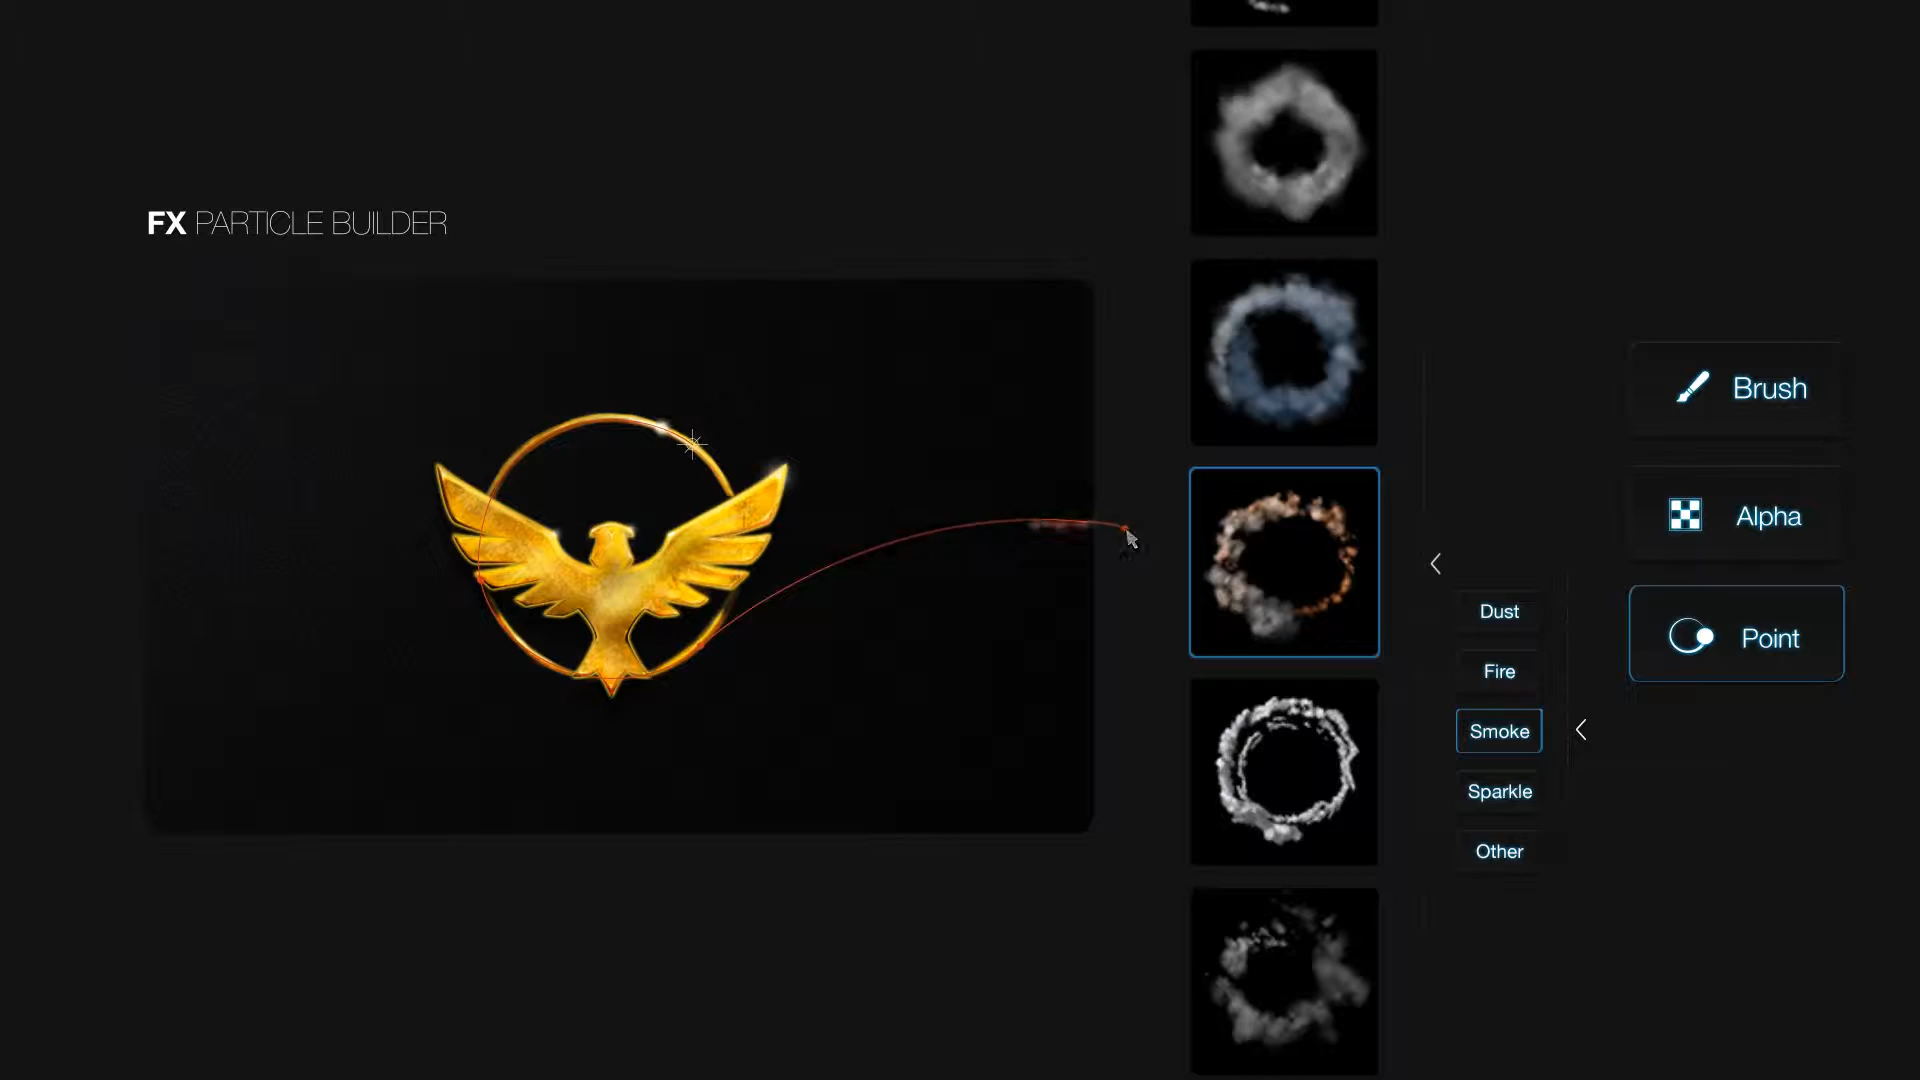 FX PARTICLE BUILDER
Brush
Alpha
Point
Dust
Fire
Smoke
Sparkle
Other